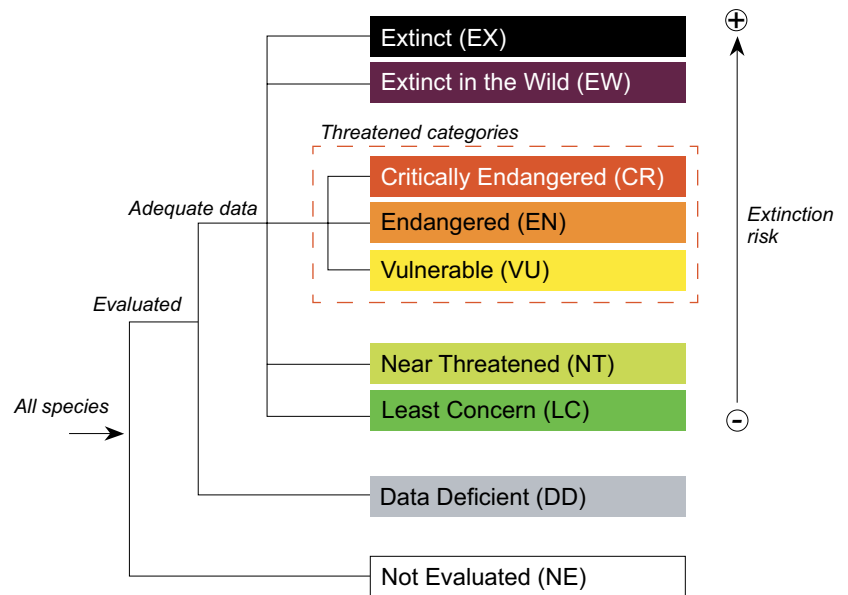 Extinct (EX)
Extinct in the Wild (EW)
Threatened categories
Critically Endangered (CR)
Adequate data
Endangered (EN)
Extinction
risk
Vulnerable (VU)
Evaluated
Near Threatened (NT)
All species
Least Concern (LC)
Data Deficient (DD)
Not Evaluated (NE)